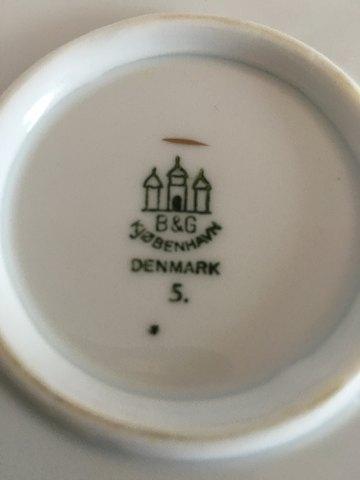 B&G
KJØBENHAVN
DENMARK
5.